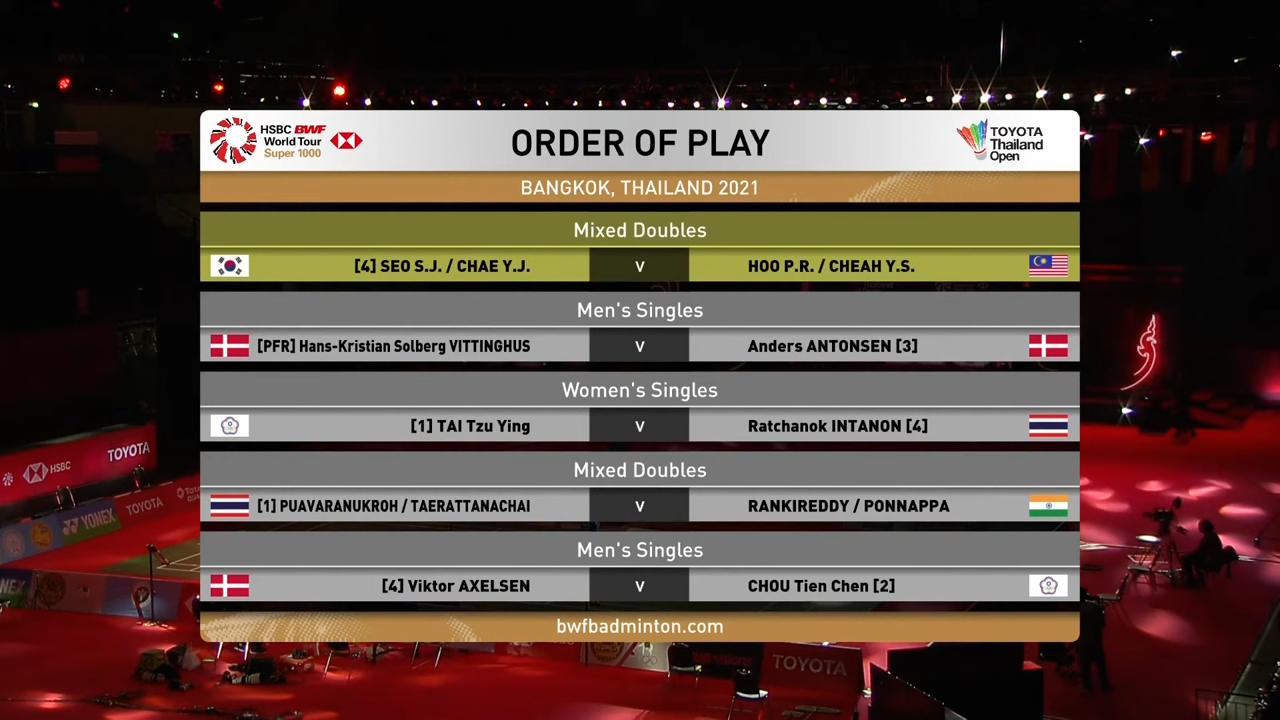 HSBC BWF
World Tour
Super 1000
ORDER OF PLAY
TOYOTA
Thailand
Open
BANGKOK, THAILAND 2021
Mixed Doubles
[4] SEO S.J. / CHAE Y.J. V HOO P.R. / CHEAH Y.S.
Men's Singles
[PFR] Hans-Kristian Solberg VITTINGHUS V Anders ANTONSEN [3]
Women's Singles
[1] TAI Tzu Ying V Ratchanok INTANON [4]
Mixed Doubles
[1] PUAVARANUKROH / TAERATTANACHAI V RANKIREDDY / PONNAPPA
Men's Singles
[4] Viktor AXELSEN V CHOU Tien Chen [2]
bwfbadminton.com
HSBC
TOYOTA
YONEX
TOYOTA
TOYOTA